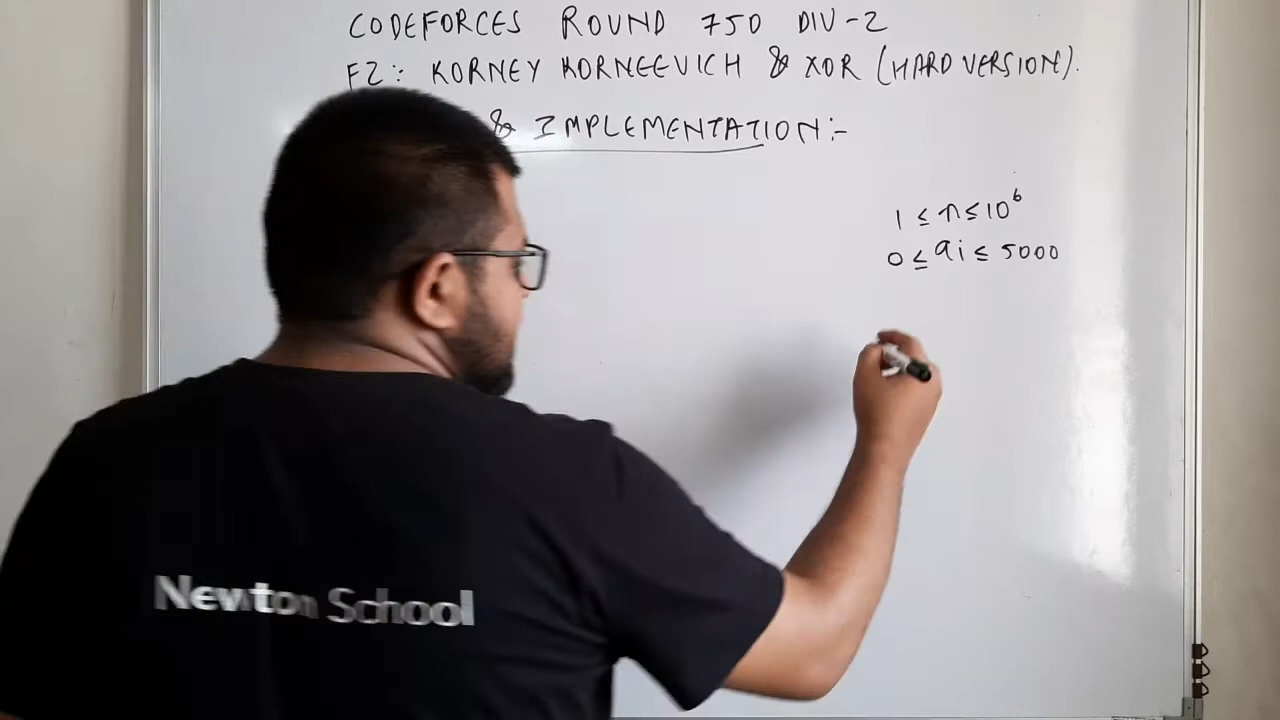 CODEFORCES ROUND 750 DIV-2
F2: KORNEY KORNEEVICH & XOR (HARD VERSION).
& IMPLEMENTATION:-
1 ≤ n ≤ 10⁶
0 ≤ ai ≤ 5000
Newton School